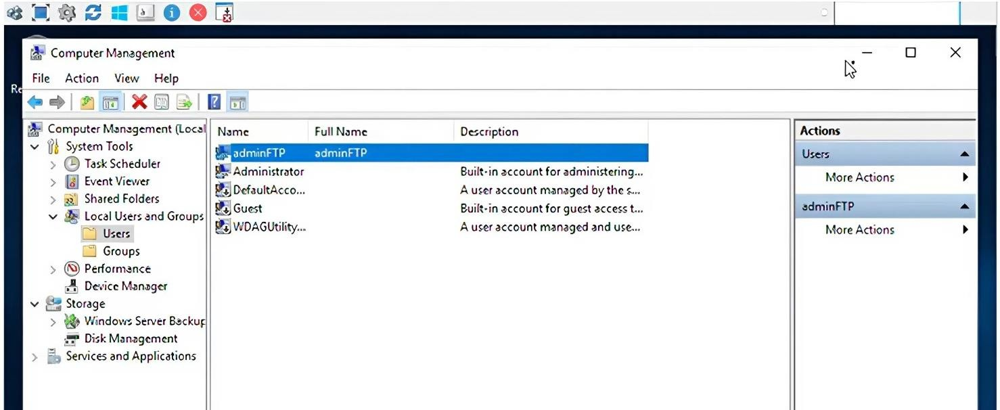 Computer Management
File Action View Help
Computer Management (Local
System Tools
Task Scheduler
Event Viewer
Shared Folders
Local Users and Groups
Users
Groups
Performance
Device Manager
Storage
Windows Server Backup
Disk Management
Services and Applications
Name Full Name Description
adminFTP adminFTP
Administrator Built-in account for administering...
DefaultAcco... A user account managed by the s...
Guest Built-in account for guest access t...
WDAGUtility... A user account managed and use...
Actions
Users
More Actions
adminFTP
More Actions